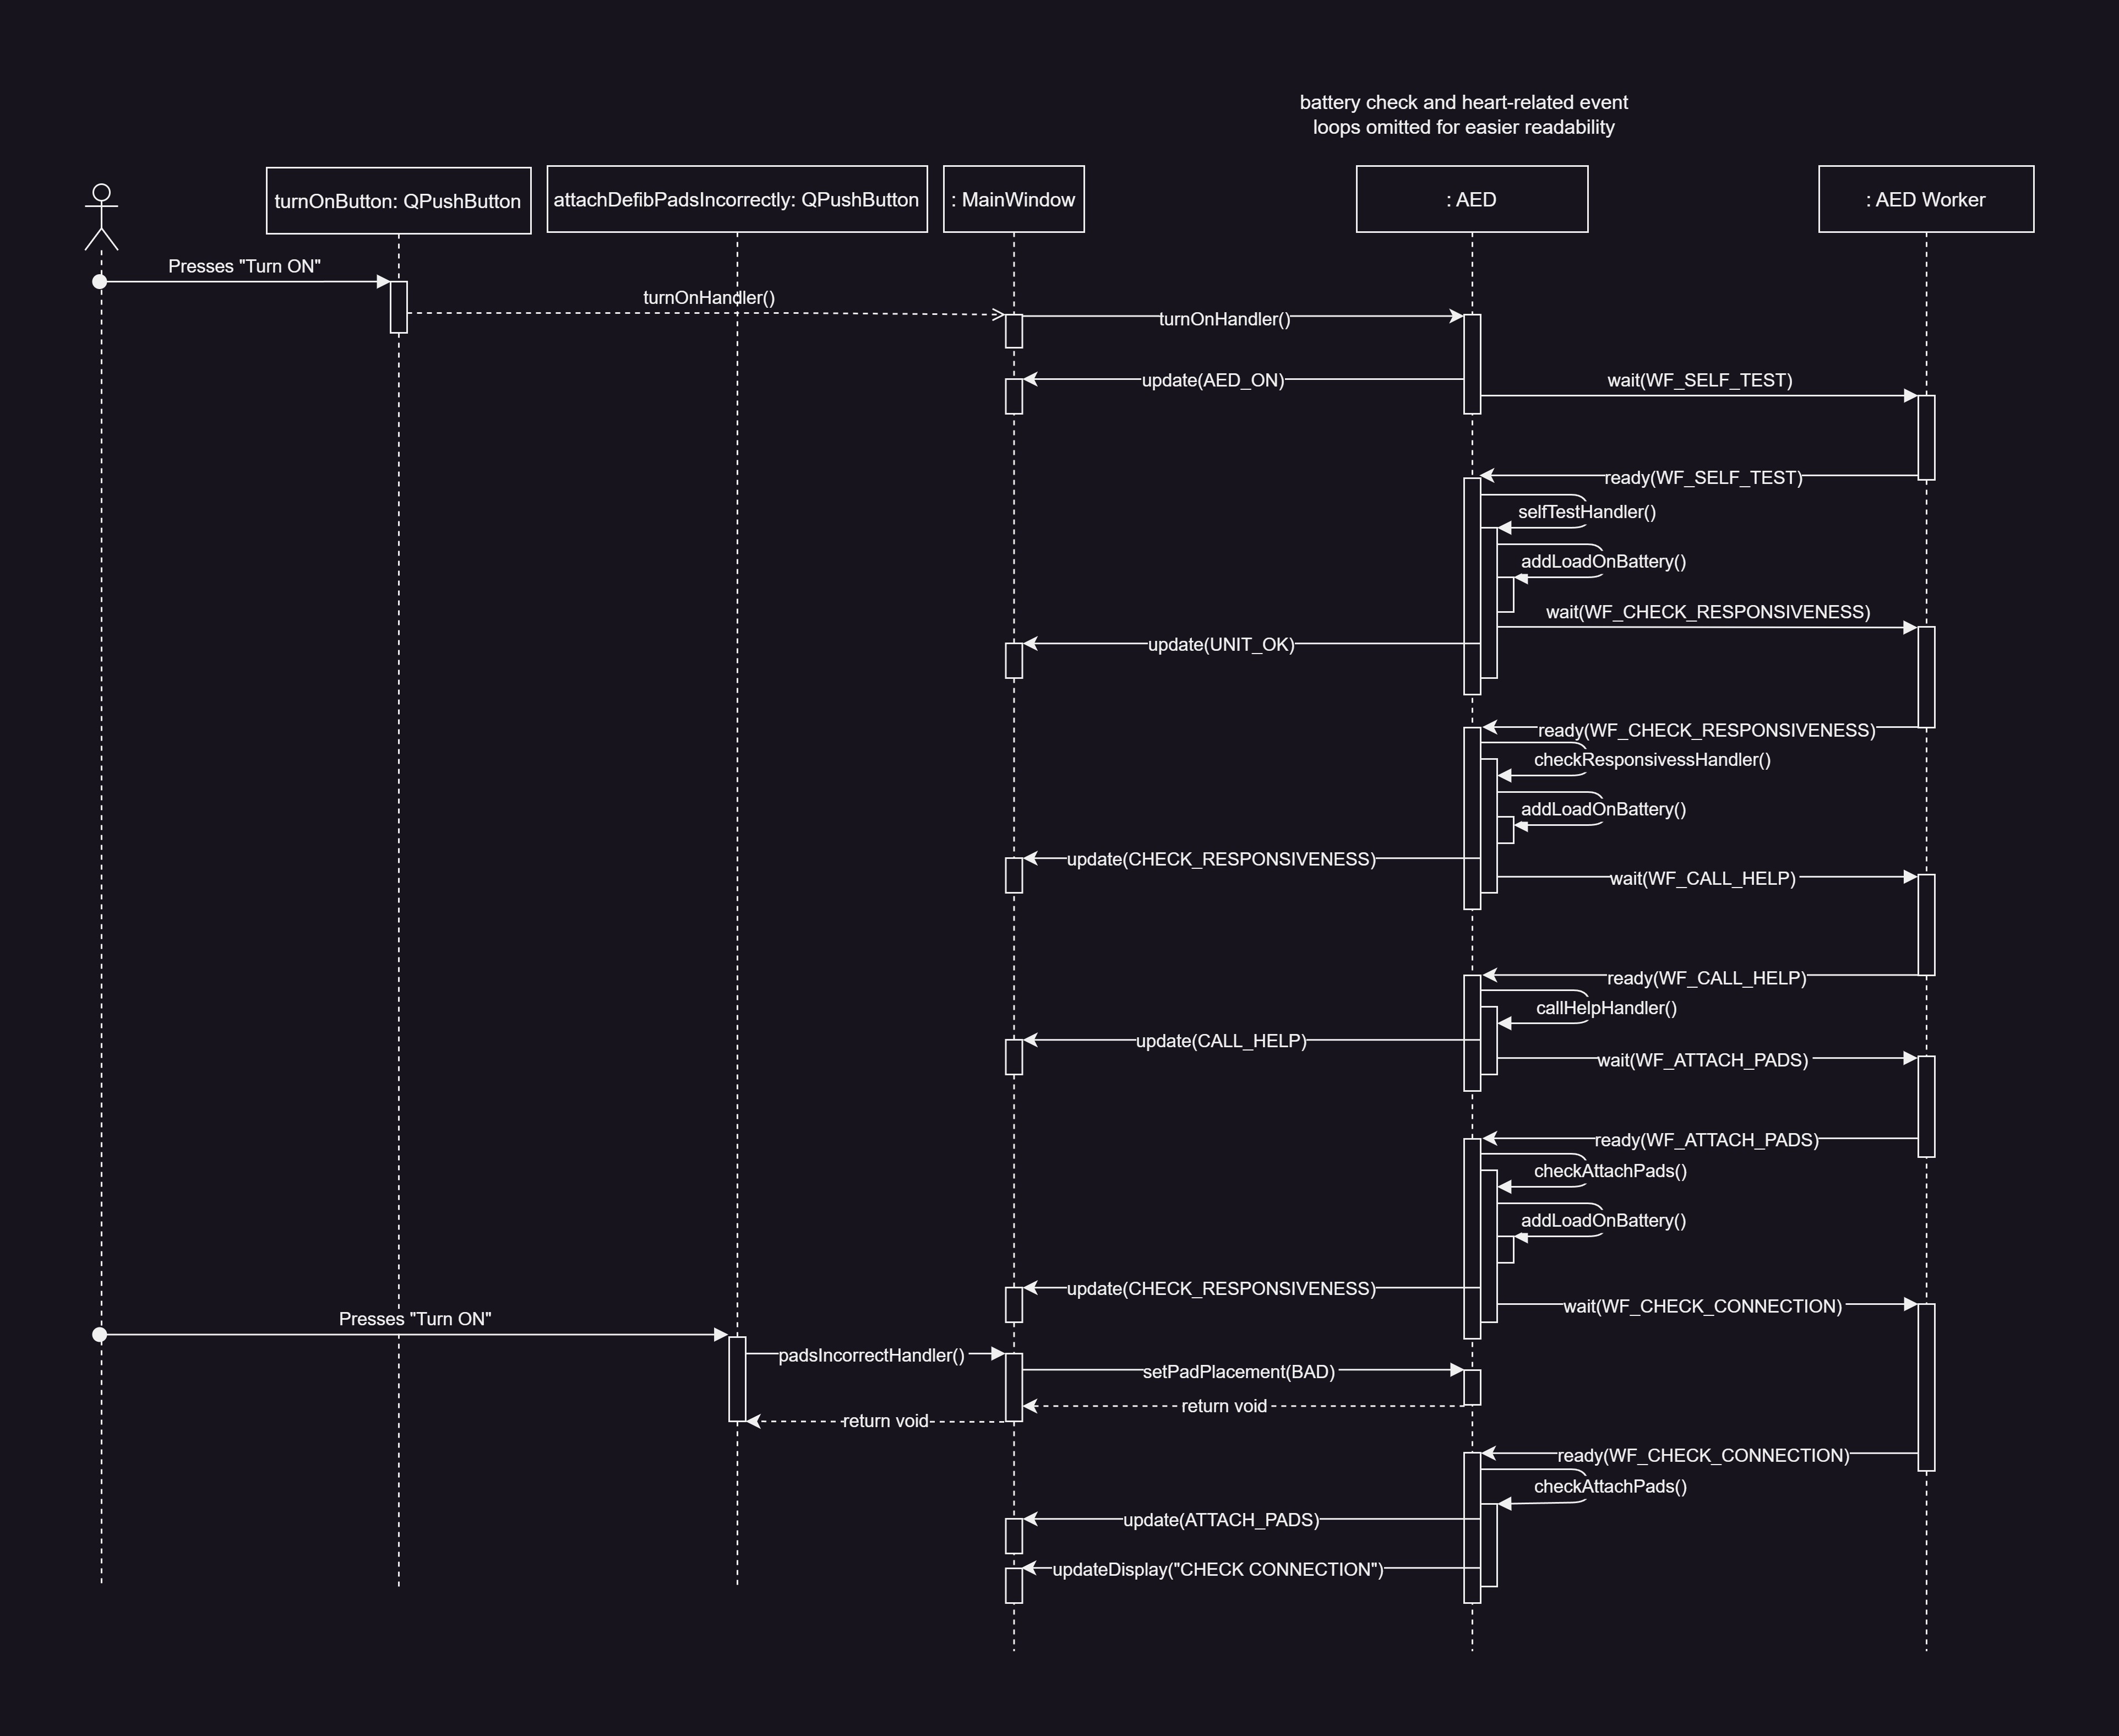 battery check and heart-related event
loops omitted for easier readability
turnOnButton: QPushButton
attachDefibPadsIncorrectly: QPushButton
: MainWindow
: AED
: AED Worker
Presses "Turn ON"
turnOnHandler()
turnOnHandler()
update(AED_ON)
wait(WF_SELF_TEST)
ready(WF_SELF_TEST)
selfTestHandler()
addLoadOnBattery()
wait(WF_CHECK_RESPONSIVENESS)
update(UNIT_OK)
ready(WF_CHECK_RESPONSIVENESS)
checkResponsivessHandler()
addLoadOnBattery()
update(CHECK_RESPONSIVENESS)
wait(WF_CALL_HELP)
ready(WF_CALL_HELP)
callHelpHandler()
update(CALL_HELP)
wait(WF_ATTACH_PADS)
ready(WF_ATTACH_PADS)
checkAttachPads()
addLoadOnBattery()
update(CHECK_RESPONSIVENESS)
wait(WF_CHECK_CONNECTION)
Presses "Turn ON"
padsIncorrectHandler()
setPadPlacement(BAD)
return void
return void
ready(WF_CHECK_CONNECTION)
checkAttachPads()
update(ATTACH_PADS)
updateDisplay("CHECK CONNECTION")